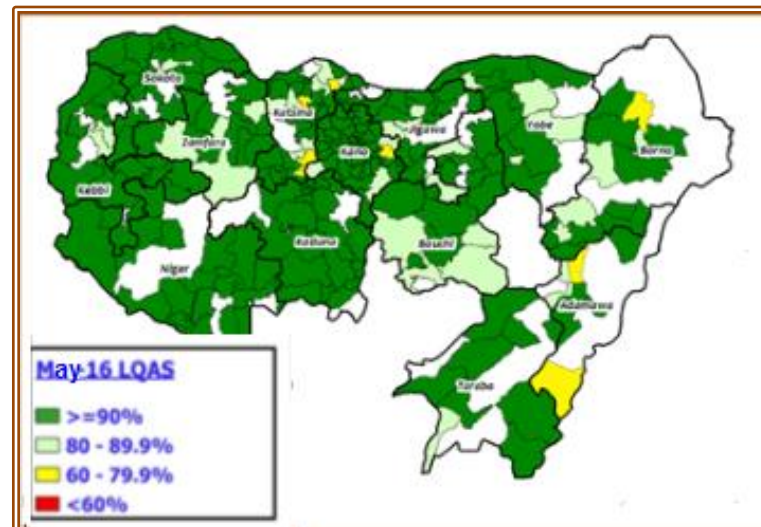 Sokoto
Katsina
Zamfara
Kano
Jigawa
Yobe
Borno
Kebbi
Kaduna
Bauchi
Niger
Adamawa
Taraba
May-16 LQAS
>=90%
80 - 89.9%
60 - 79.9%
<60%